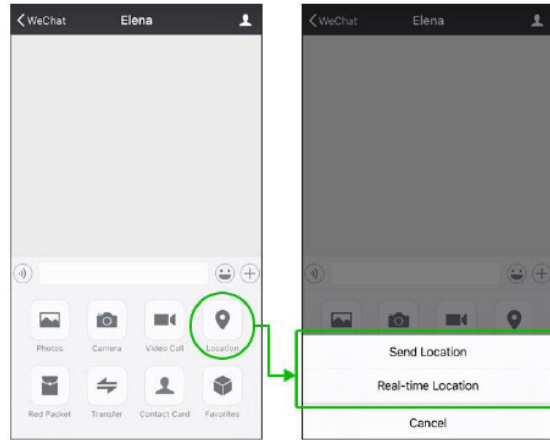 WeChat
Elena
Photos
Camera
Video Call
Location
Red Packet
Transfer
Contact Card
Favorites
WeChat
Elena
Send Location
Real-time Location
Cancel